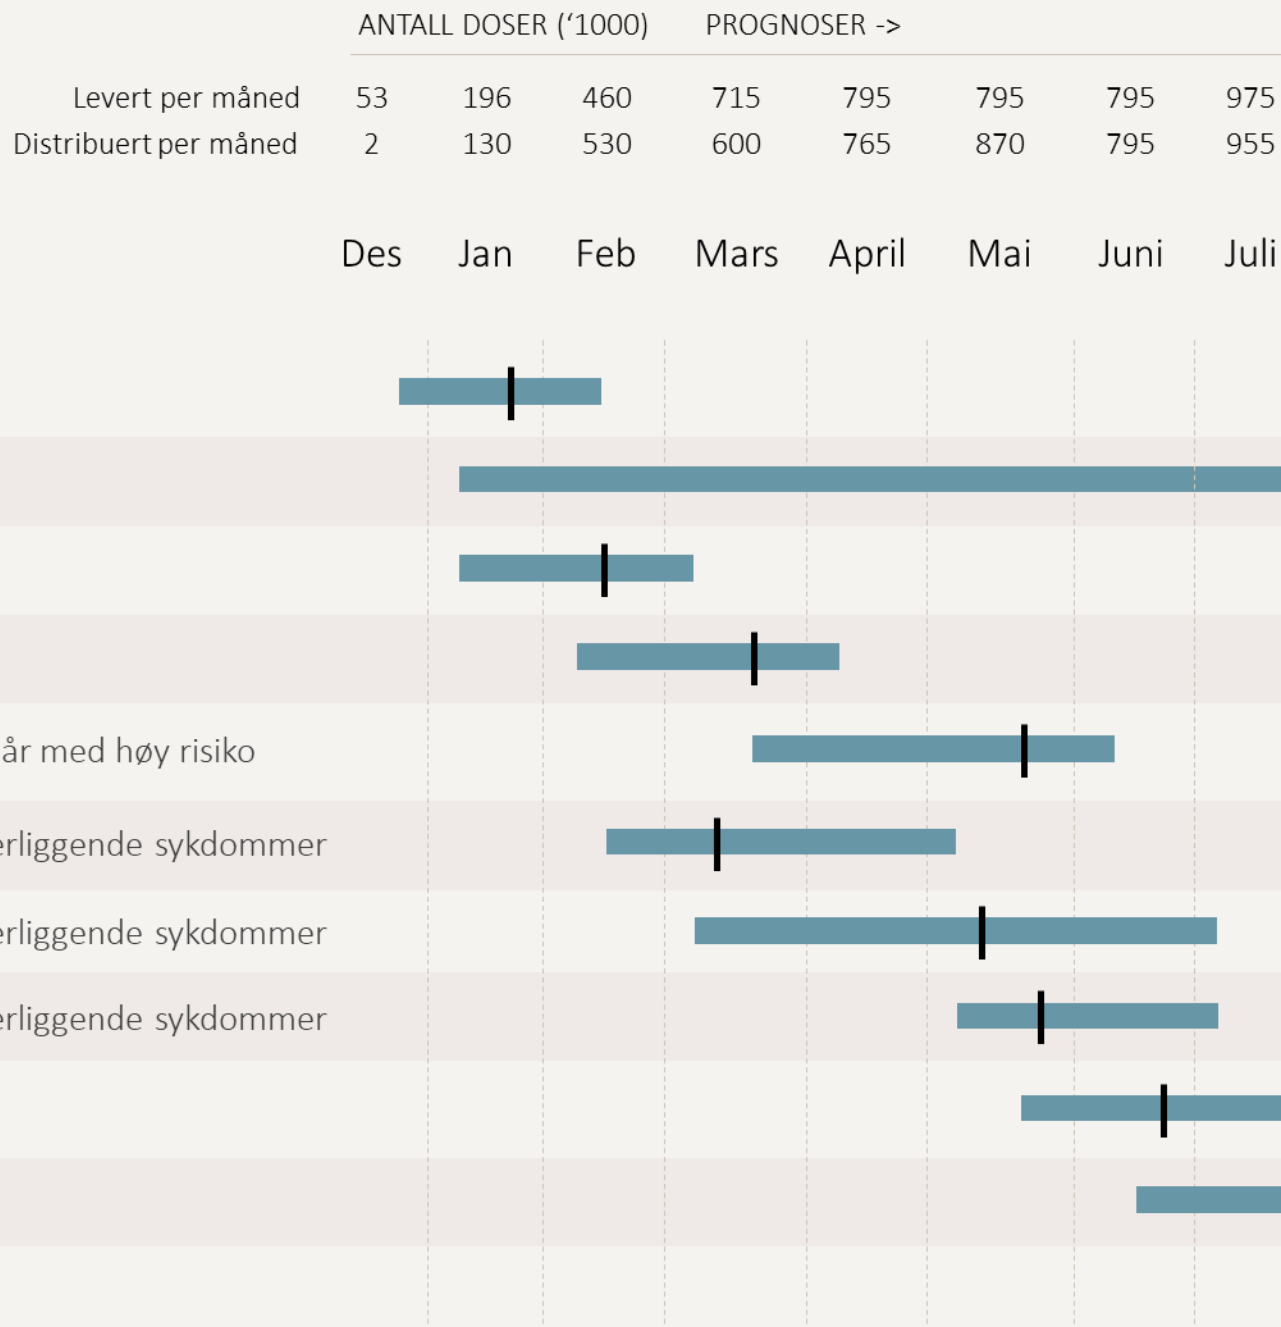 ANTALL DOSER (‘1000) PROGNOSER ->
Levert per måned 53 196 460 715 795 795 795 975
Distribuert per måned 2 130 530 600 765 870 795 955
Des Jan Feb Mars April Mai Juni Juli
år med høy risiko
erliggende sykdommer
erliggende sykdommer
erliggende sykdommer